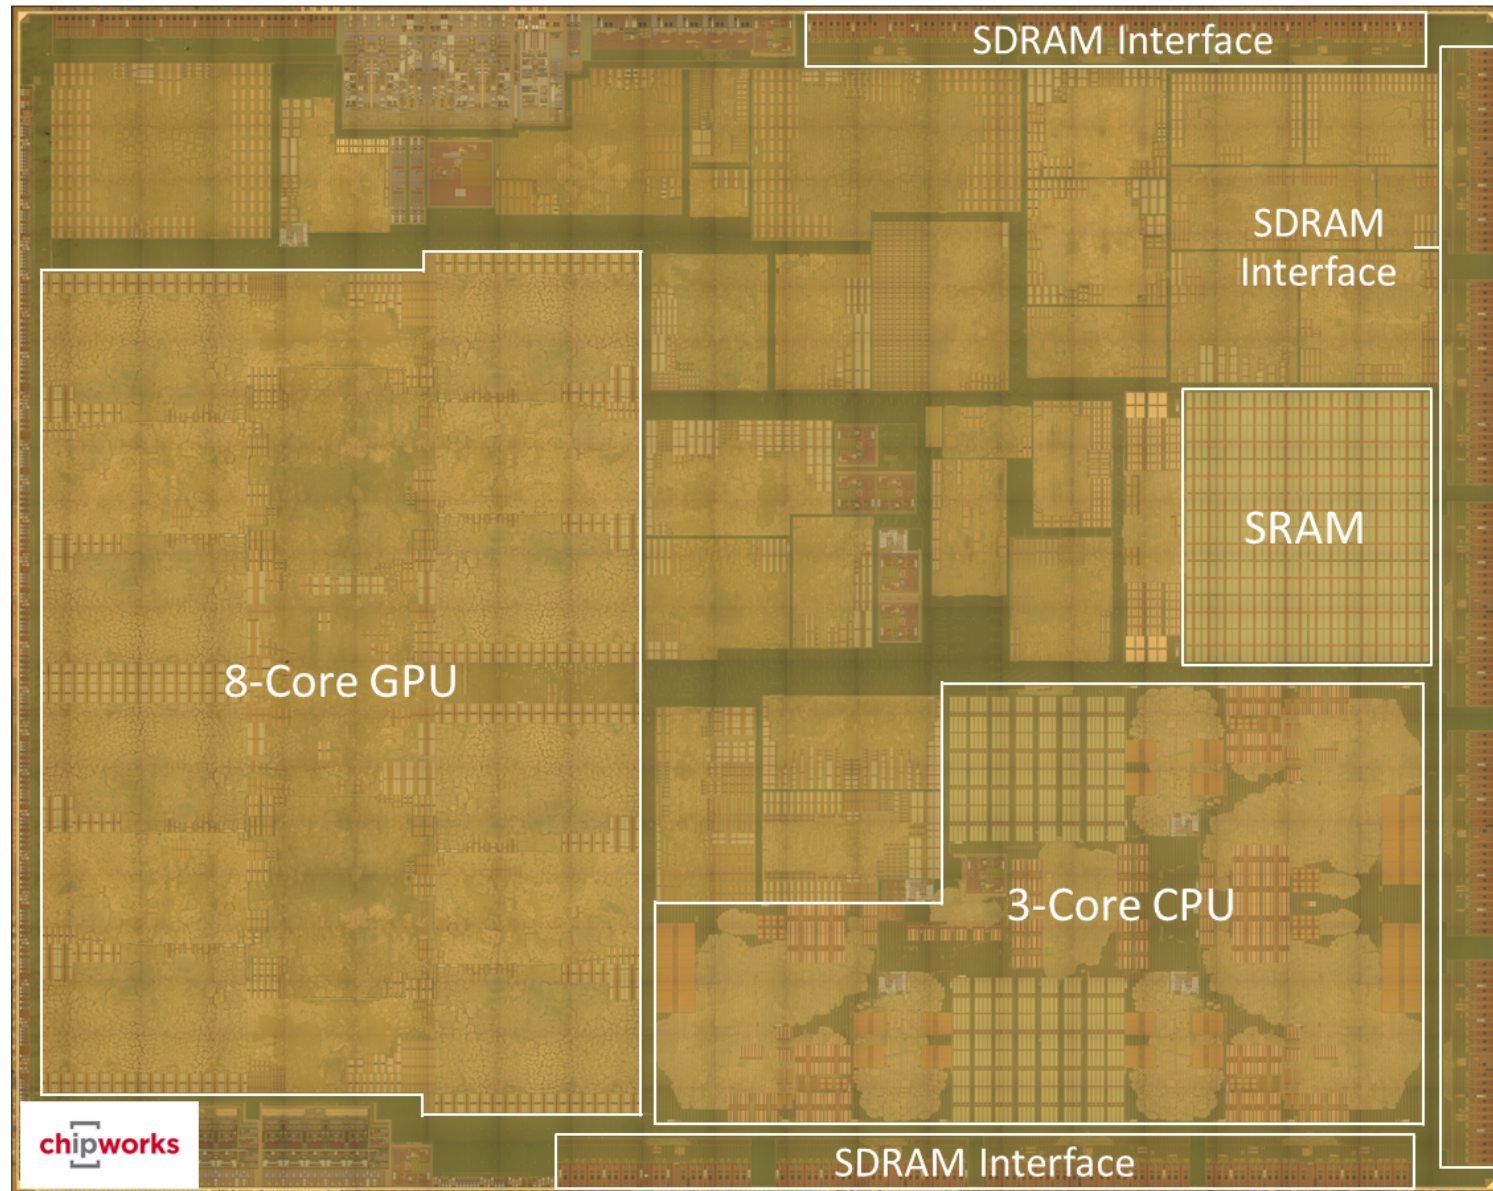 SDRAM Interface
SDRAM
Interface
SRAM
8-Core GPU
3-Core CPU
SDRAM Interface
chipworks